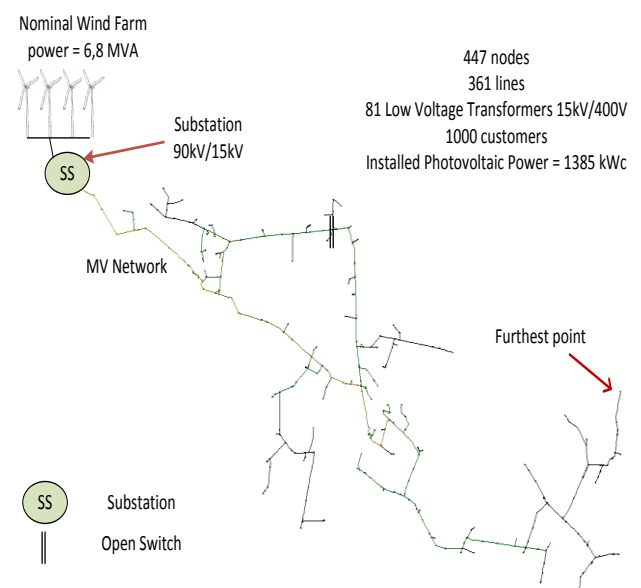 Nominal Wind Farm
power = 6,8 MVA
447 nodes
361 lines
81 Low Voltage Transformers 15kV/400V
1000 customers
Installed Photovoltaic Power = 1385 kWc
Substation
90kV/15kV
SS
MV Network
Furthest point
SS
Substation
Open Switch